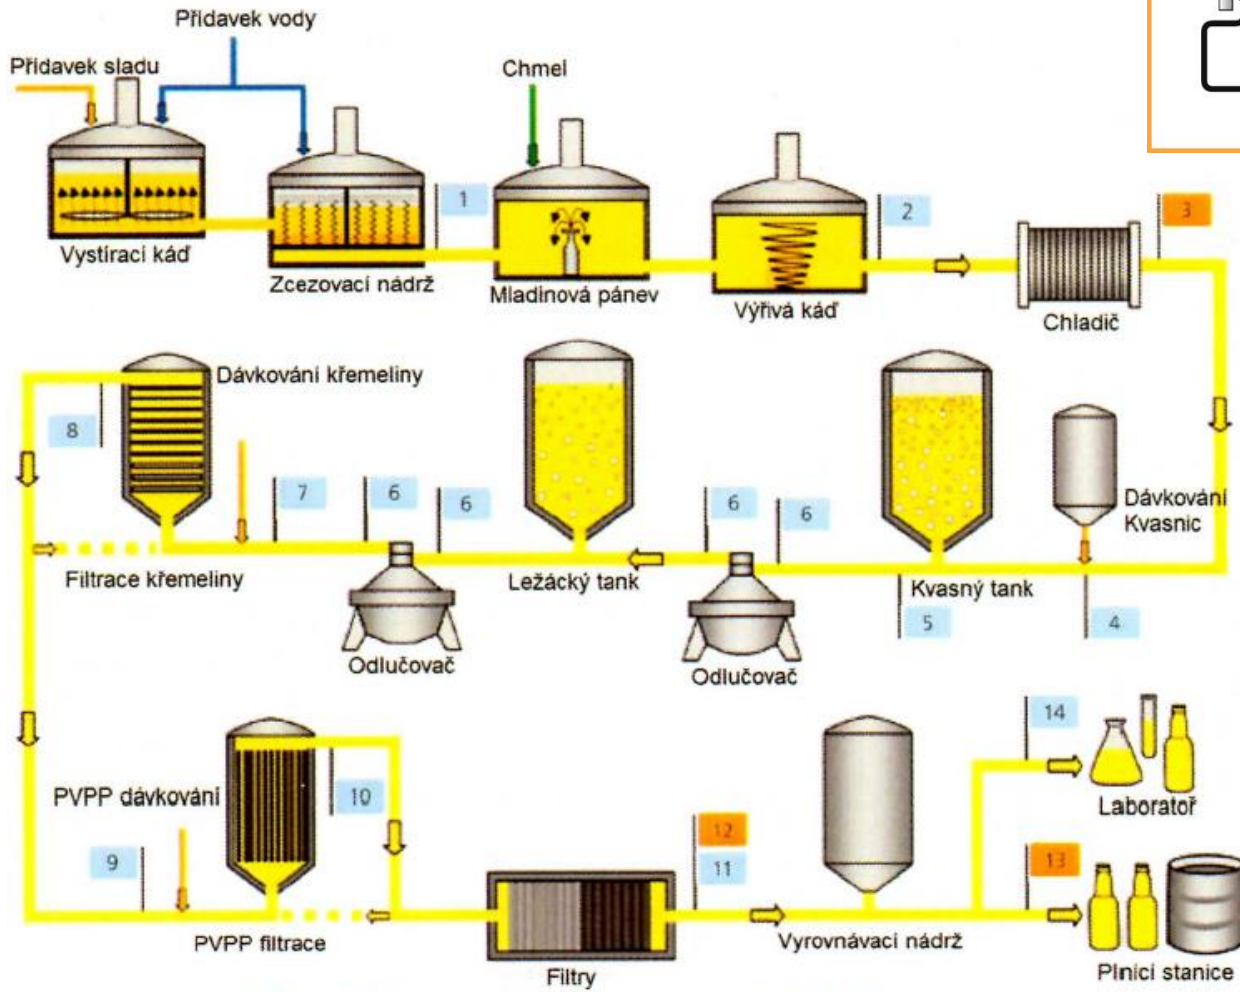 Přídavek vody
Přídavek sladu
Chmel
1
2
3
Vystírací káď
Zcezovací nádrž
Mladinová pánev
Výřivá káď
Chladič
Dávkování křemeliny
8
7
6
6
6
6
Dávkování
Kvasnic
Filtrace křemeliny
Ležácký tank
Kvasný tank
5
4
Odlučovač
Odlučovač
14
PVPP dávkování
10
Laboratoř
9
12
11
13
PVPP filtrace
Filtry
Vyrovnávací nádrž
Plnicí stanice